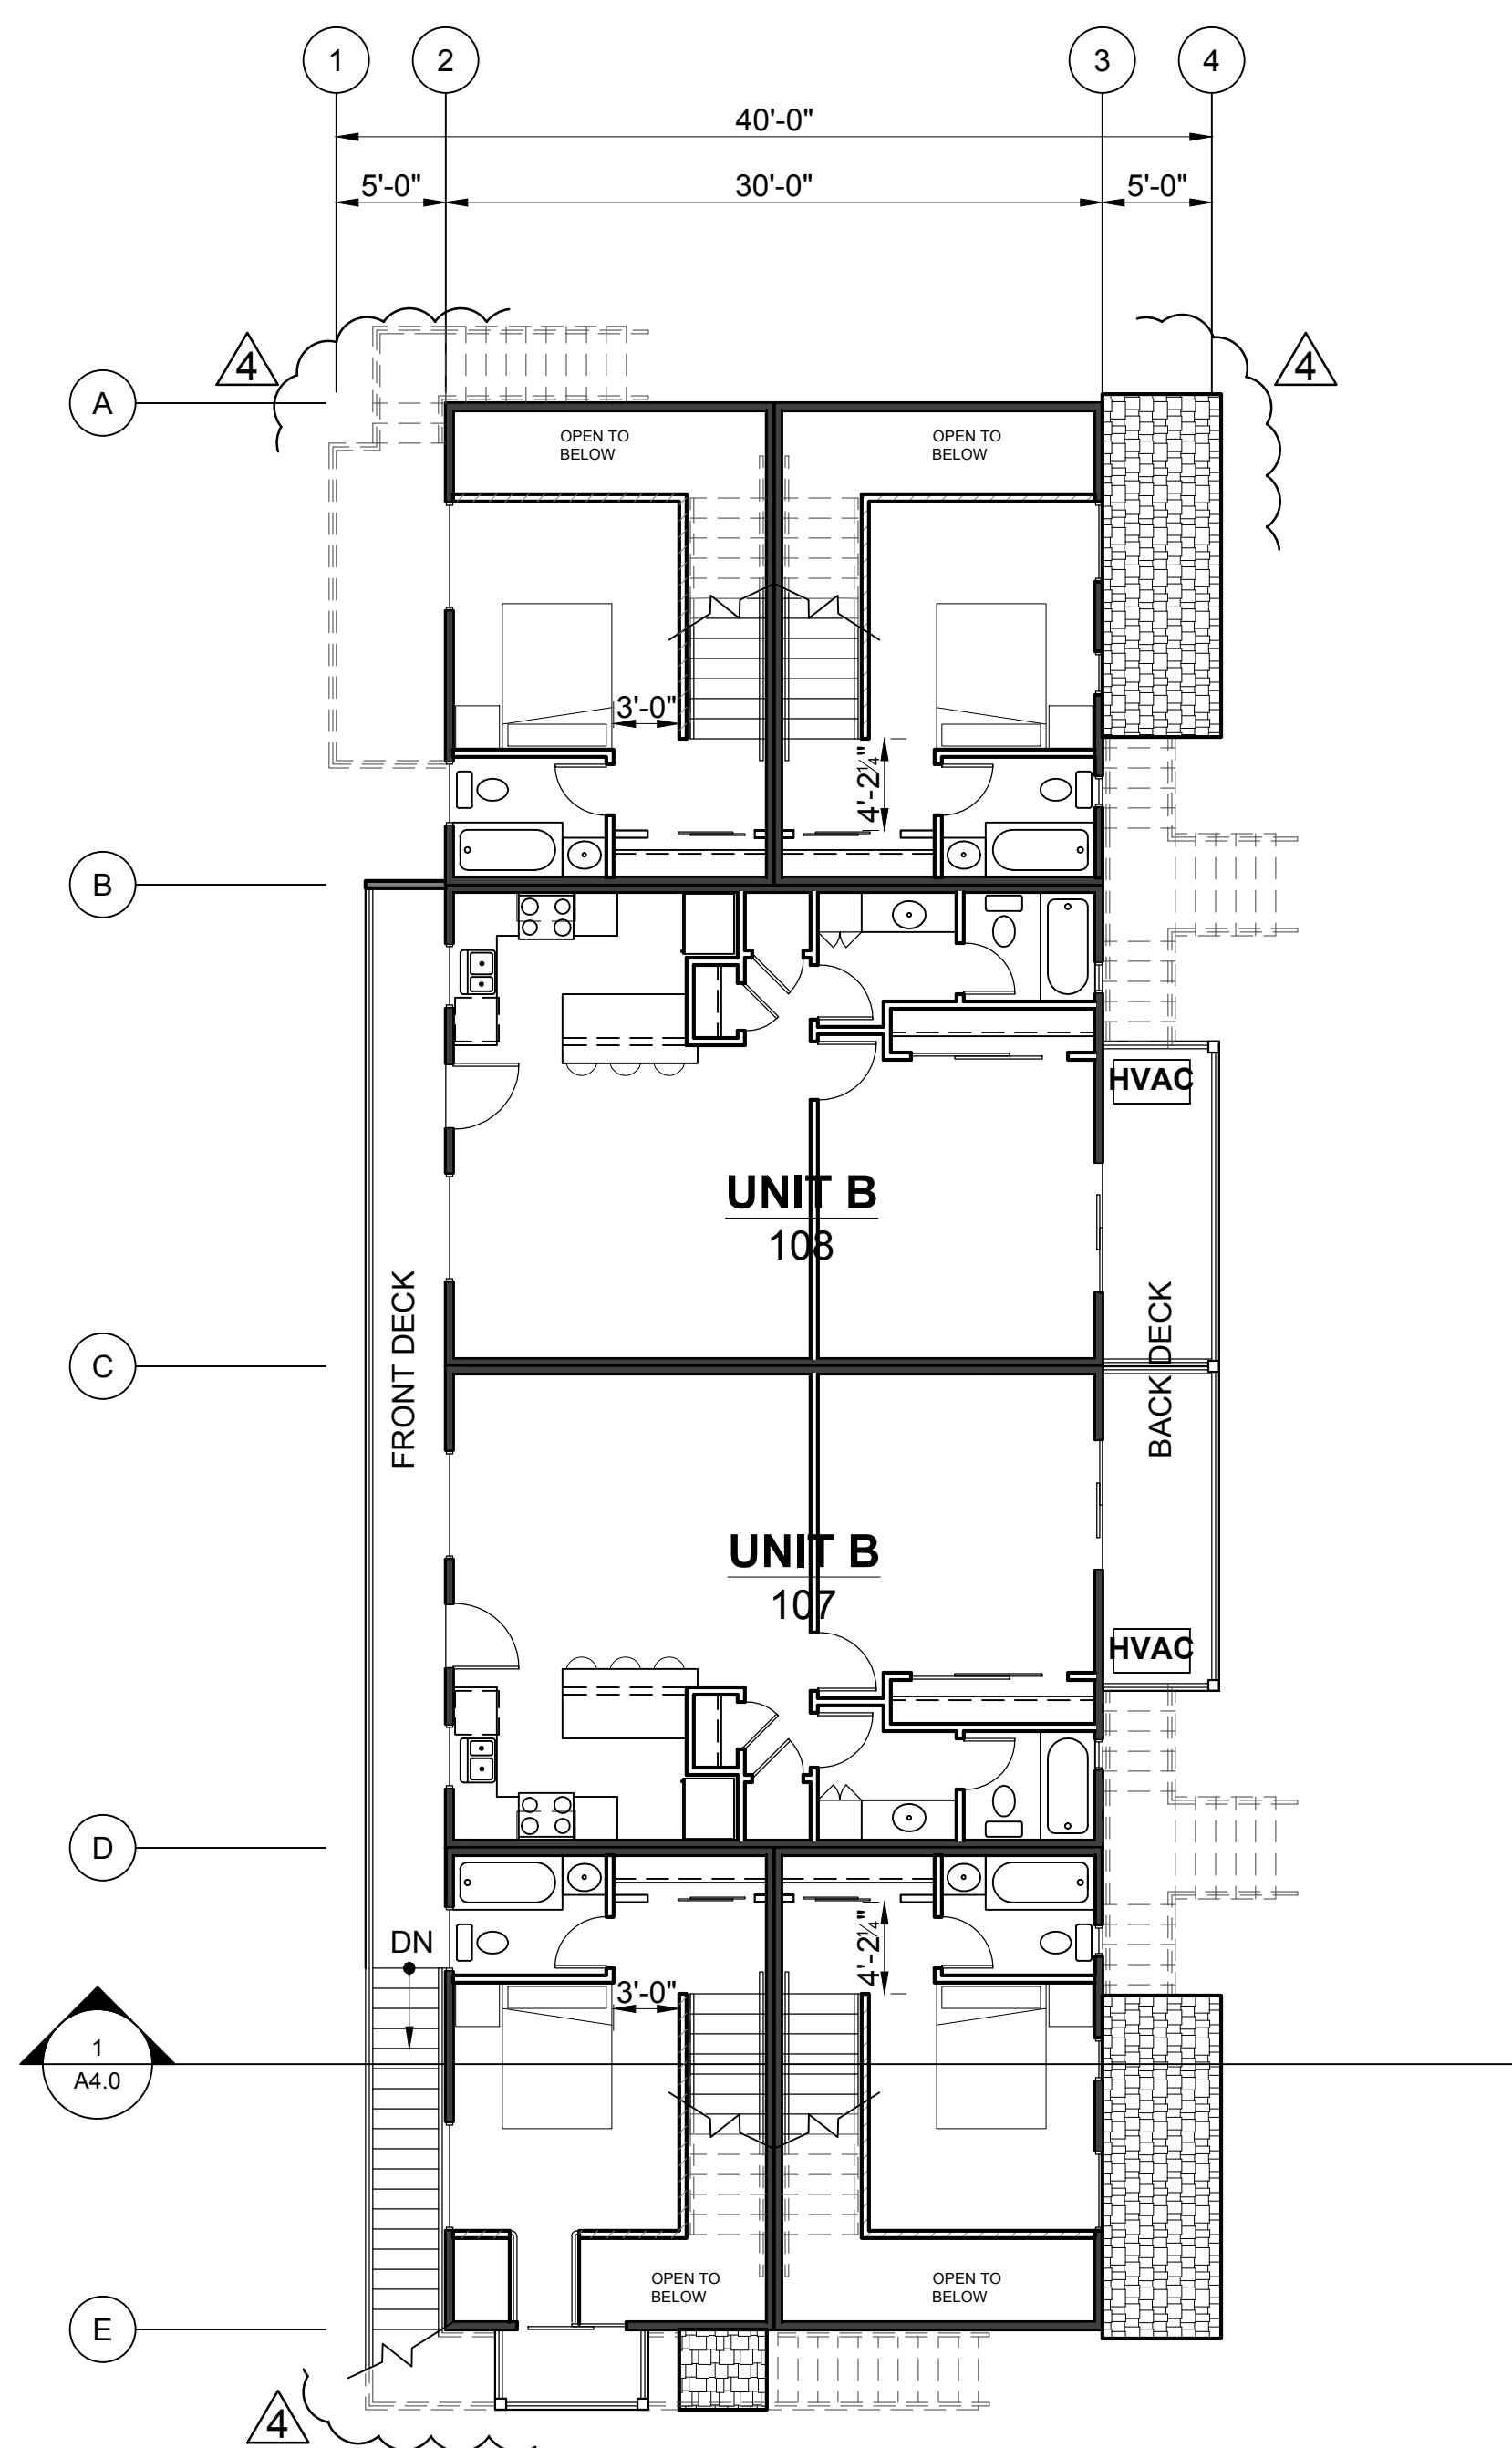 1
2
3
4
40'-0"
5'-0"
30'-0"
5'-0"
4
4
A
OPEN TO
BELOW
OPEN TO
BELOW
3'-0"
4'-2¼"
B
HVAC
UNIT B
108
FRONT DECK
BACK DECK
C
UNIT B
107
HVAC
D
DN
4'-2¼"
3'-0"
1
A4.0
OPEN TO
BELOW
OPEN TO
BELOW
E
4